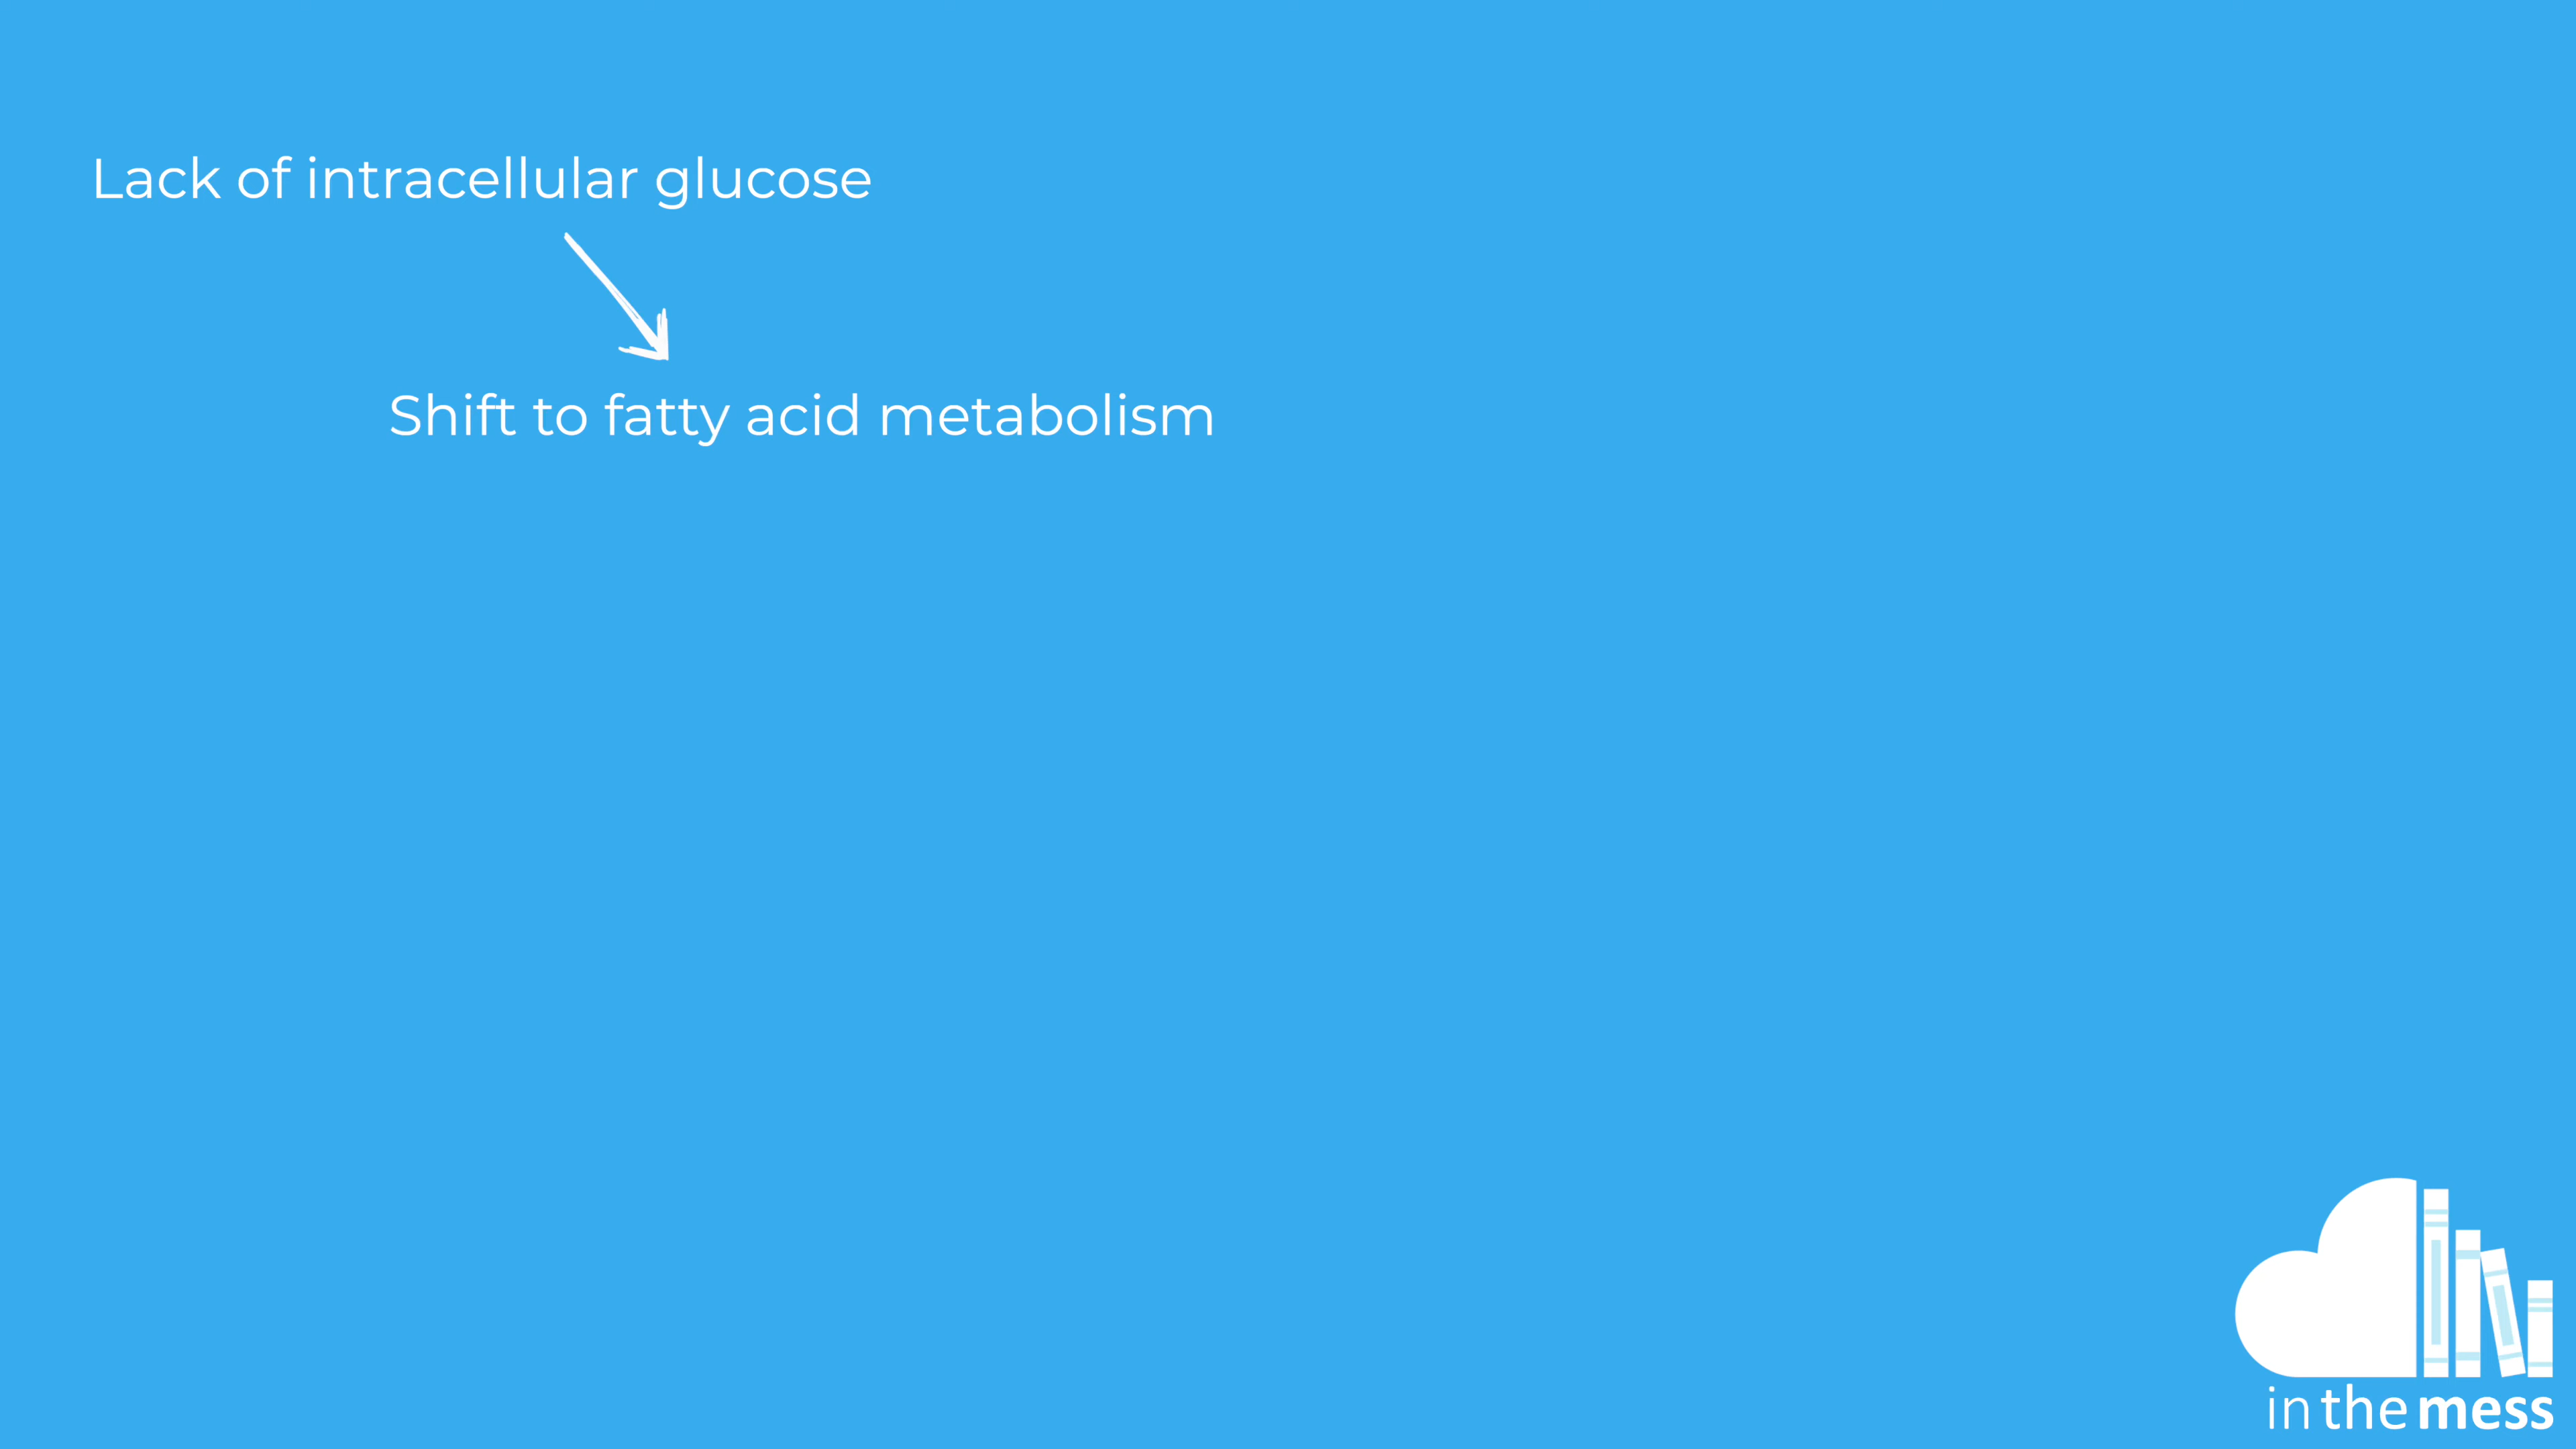 Lack of intracellular glucose
Shift to fatty acid metabolism
in the mess